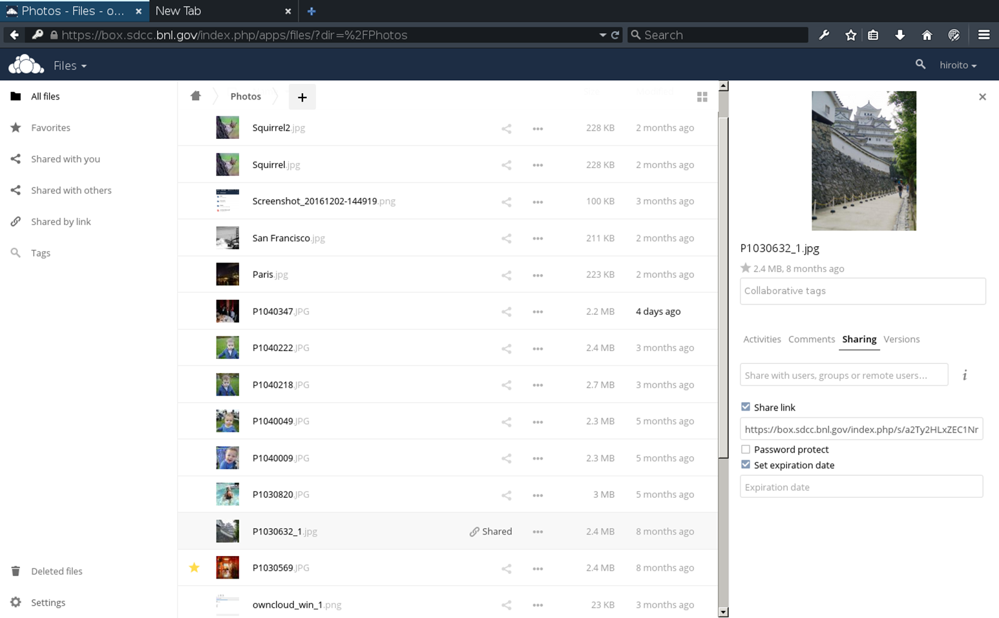 Photos - Files - o...
New Tab
https://box.sdcc.bnl.gov/index.php/apps/files/?dir=%2FPhotos
Search
Files
hiroito
All files
Favorites
Shared with you
Shared with others
Shared by link
Tags
Deleted files
Settings
Photos
+
Size Modified
Squirrel2.jpg 228 KB 2 months ago
Squirrel.jpg 228 KB 2 months ago
Screenshot_20161202-144919.png 100 KB 3 months ago
San Francisco.jpg 211 KB 2 months ago
Paris.jpg 223 KB 2 months ago
P1040347.JPG 2.2 MB 4 days ago
P1040222.JPG 2.4 MB 3 months ago
P1040218.JPG 2.7 MB 3 months ago
P1040049.JPG 2.3 MB 5 months ago
P1040009.JPG 2.3 MB 5 months ago
P1030820.JPG 3 MB 5 months ago
P1030632_1.jpg Shared 2.4 MB 8 months ago
P1030569.JPG 2.4 MB 8 months ago
owncloud_win_1.png 23 KB 3 months ago
P1030632_1.jpg
2.4 MB, 8 months ago
Collaborative tags
Activities Comments Sharing Versions
Share with users, groups or remote users...
i
Share link
https://box.sdcc.bnl.gov/index.php/s/a2Ty2HLxZEC1Nr
Password protect
Set expiration date
Expiration date